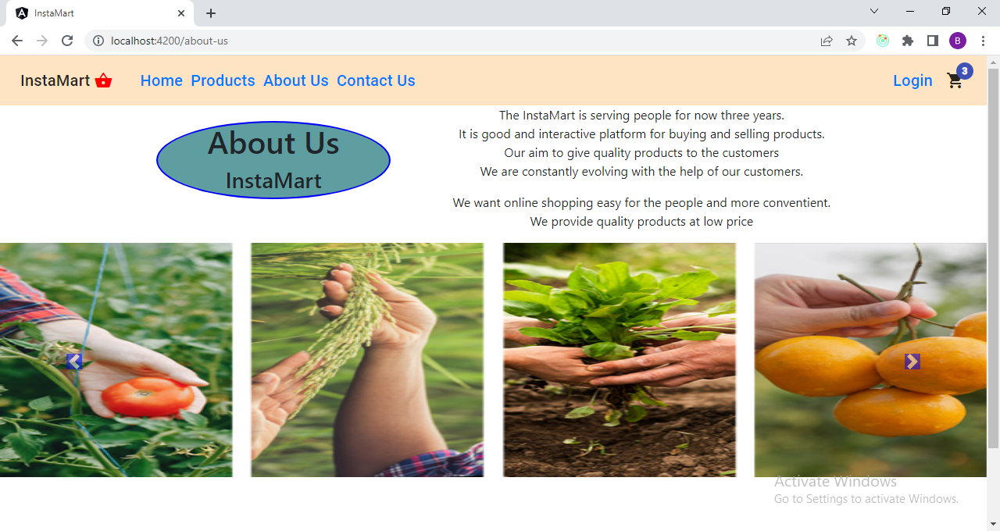 InstaMart
localhost:4200/about-us
B
InstaMart Home Products About Us Contact Us Login 3
About Us
InstaMart
The InstaMart is serving people for now three years.
It is good and interactive platform for buying and selling products.
Our aim to give quality products to the customers
We are constantly evolving with the help of our customers.
We want online shopping easy for the people and more conventient.
We provide quality products at low price
Activate Windows
Go to Settings to activate Windows.